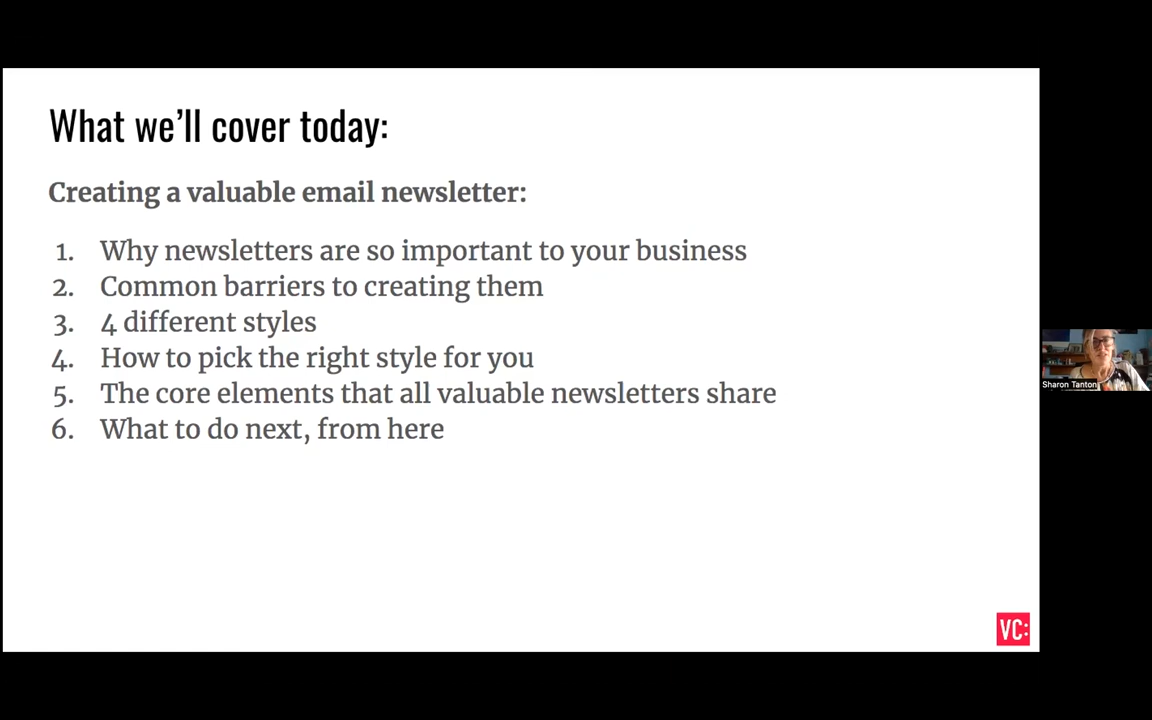 What we’ll cover today:
Creating a valuable email newsletter:
1. Why newsletters are so important to your business
2. Common barriers to creating them
3. 4 different styles
4. How to pick the right style for you
5. The core elements that all valuable newsletters share
6. What to do next, from here
Sharon Tanton
VC: